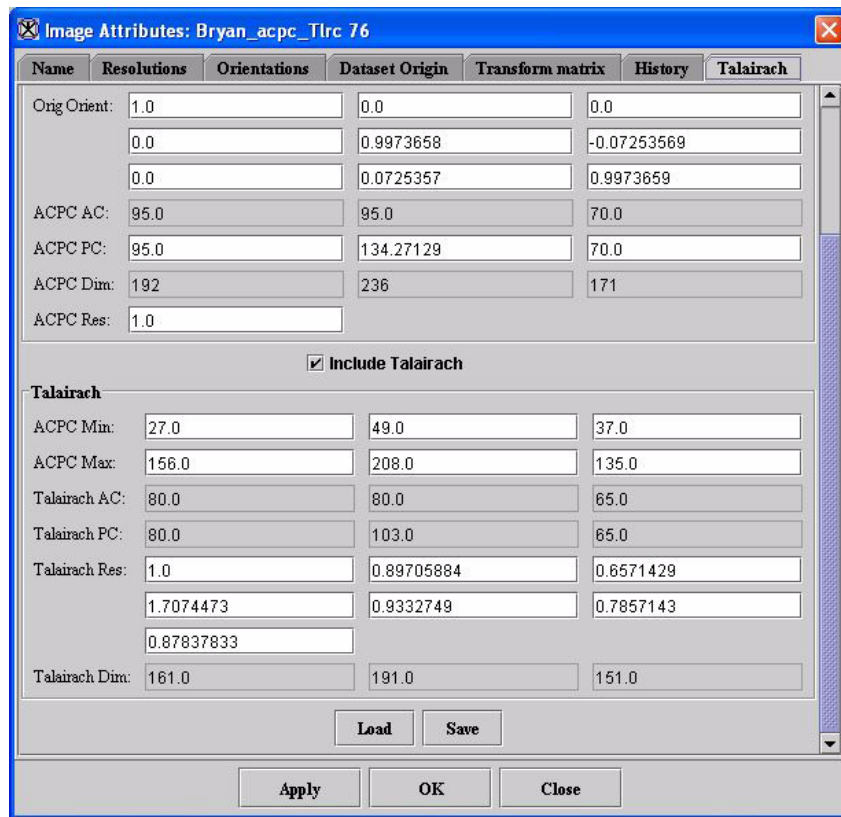 Image Attributes: Bryan_acpc_Tlrc 76
Name Resolutions Orientations Dataset Origin Transform matrix History Talairach
Orig Orient: 1.0 0.0 0.0
0.0 0.9973658 -0.07253569
0.0 0.0725357 0.9973659
ACPC AC: 95.0 95.0 70.0
ACPC PC: 95.0 134.27129 70.0
ACPC Dim: 192 236 171
ACPC Res: 1.0
Include Talairach
Talairach
ACPC Min: 27.0 49.0 37.0
ACPC Max: 156.0 208.0 135.0
Talairach AC: 80.0 80.0 65.0
Talairach PC: 80.0 103.0 65.0
Talairach Res: 1.0 0.89705884 0.6571429
1.7074473 0.9332749 0.7857143
0.87837833
Talairach Dim: 161.0 191.0 151.0
Load Save
Apply OK Close